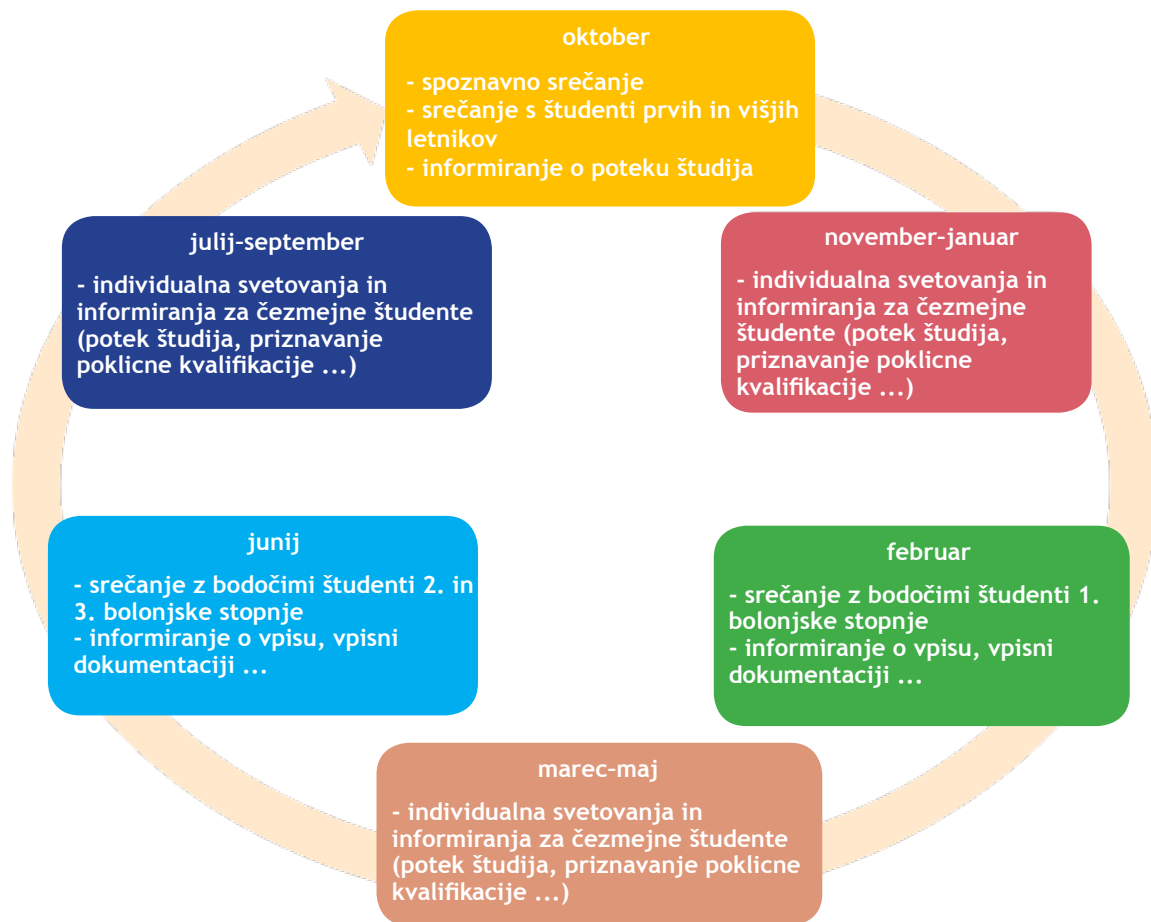 oktober
- spoznavno srečanje
- srečanje s študenti prvih in višjih
letnikov
- informiranje o poteku študija
november–januar
- individualna svetovanja in
informiranja za čezmejne
študente (potek študija,
priznavanje poklicne
kvalifikacije ...)
februar
- srečanje z bodočimi študenti 1.
bolonjske stopnje
- informiranje o vpisu, vpisni
dokumentaciji ...
marec–maj
- individualna svetovanja in
informiranja za čezmejne študente
(potek študija, priznavanje poklicne
kvalifikacije ...)
junij
- srečanje z bodočimi študenti 2. in
3. bolonjske stopnje
- informiranje o vpisu, vpisni
dokumentaciji ...
julij–september
- individualna svetovanja in
informiranja za čezmejne študente
(potek študija, priznavanje
poklicne kvalifikacije ...)